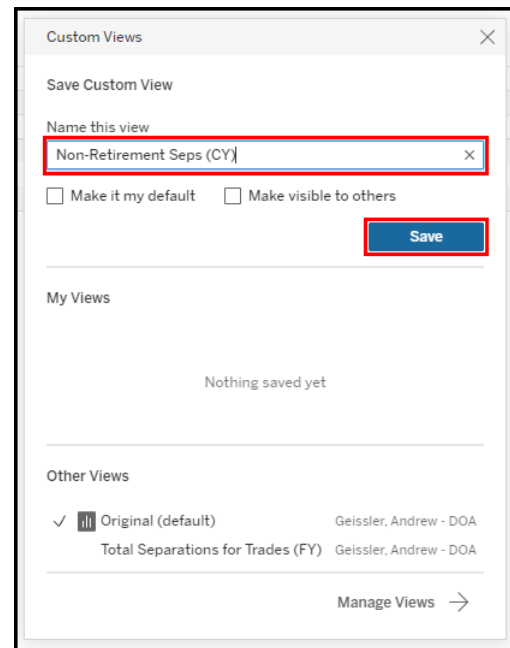 Custom Views
Save Custom View
Name this view
Non-Retirement Seps (CY)
Make it my default Make visible to others
Save
My Views
Nothing saved yet
Other Views
Original (default) Geissler, Andrew - DOA
Total Separations for Trades (FY) Geissler, Andrew - DOA
Manage Views